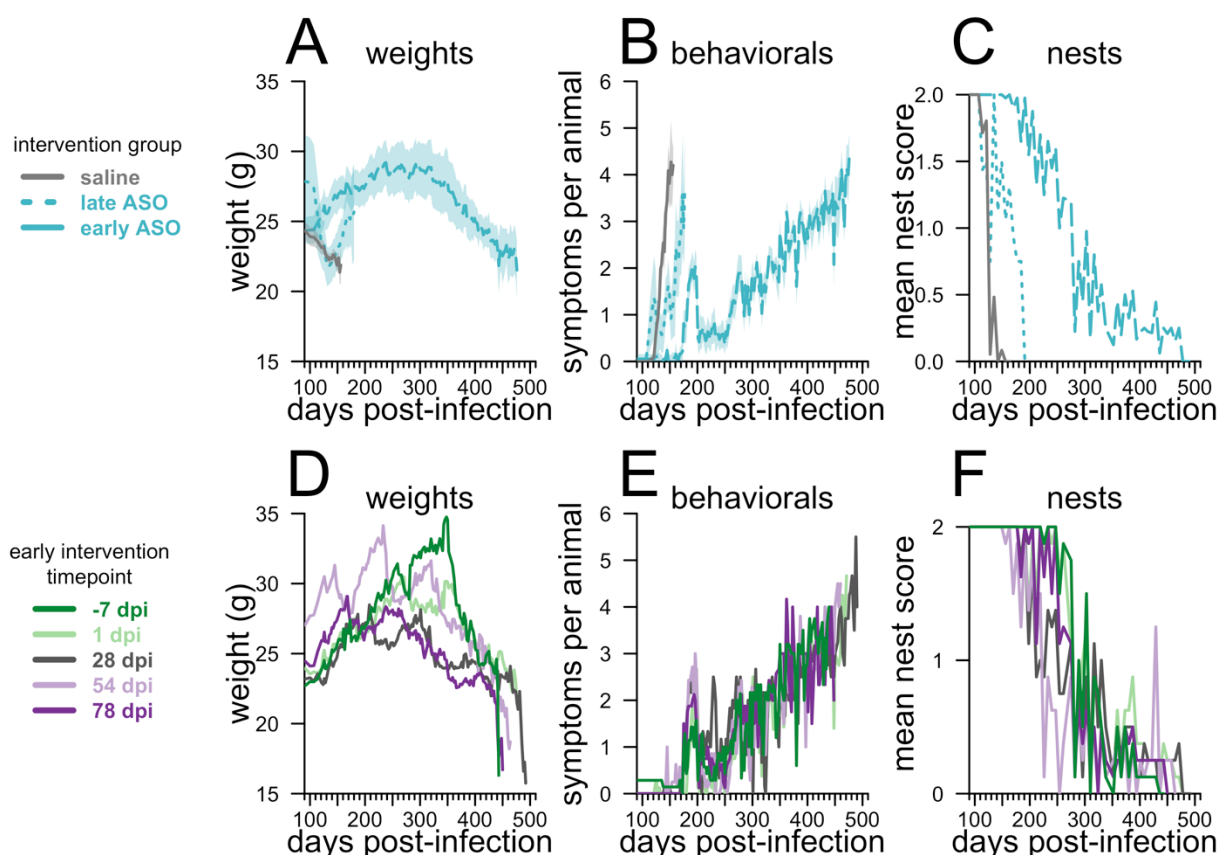 A
weights
weight (g)
35
30
25
20
15
100 200 300 400 500
days post-infection
B
behaviorals
symptoms per animal
6
5
4
3
2
1
0
100 200 300 400 500
days post-infection
C
nests
mean nest score
2.0
1.5
1.0
0.5
0.0
100 200 300 400 500
days post-infection
intervention group
saline
late ASO
early ASO
D
weights
weight (g)
35
30
25
20
15
100 200 300 400 500
days post-infection
E
behaviorals
symptoms per animal
6
5
4
3
2
1
0
100 200 300 400 500
days post-infection
F
nests
mean nest score
2
1
0
100 200 300 400 500
days post-infection
early intervention
timepoint
-7 dpi
1 dpi
28 dpi
54 dpi
78 dpi